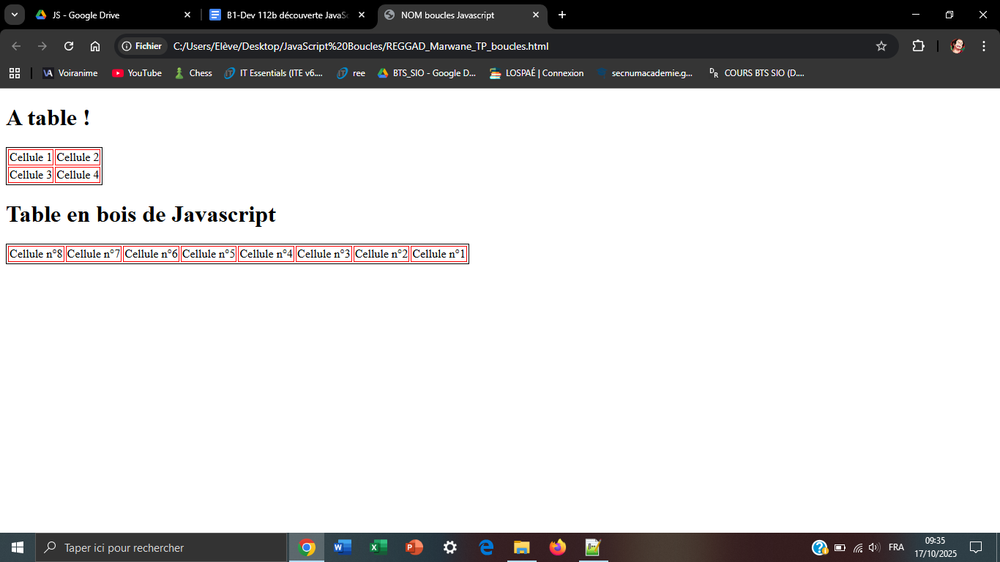 JS - Google Drive
B1-Dev 112b découverte JavaSc
NOM boucles Javascript
Fichier
C:/Users/Elève/Desktop/JavaScript%20Boucles/REGGAD_Marwane_TP_boucles.html
VA Voiranime
YouTube
Chess
IT Essentials (ITE v6....
ree
BTS_SIO - Google D...
LOSPAÉ | Connexion
secnumacademie.g...
DR COURS BTS SIO (D....
A table !
Cellule 1 Cellule 2
Cellule 3 Cellule 4
Table en bois de Javascript
Cellule n°8 Cellule n°7 Cellule n°6 Cellule n°5 Cellule n°4 Cellule n°3 Cellule n°2 Cellule n°1
Taper ici pour rechercher
FRA
09:35
17/10/2025